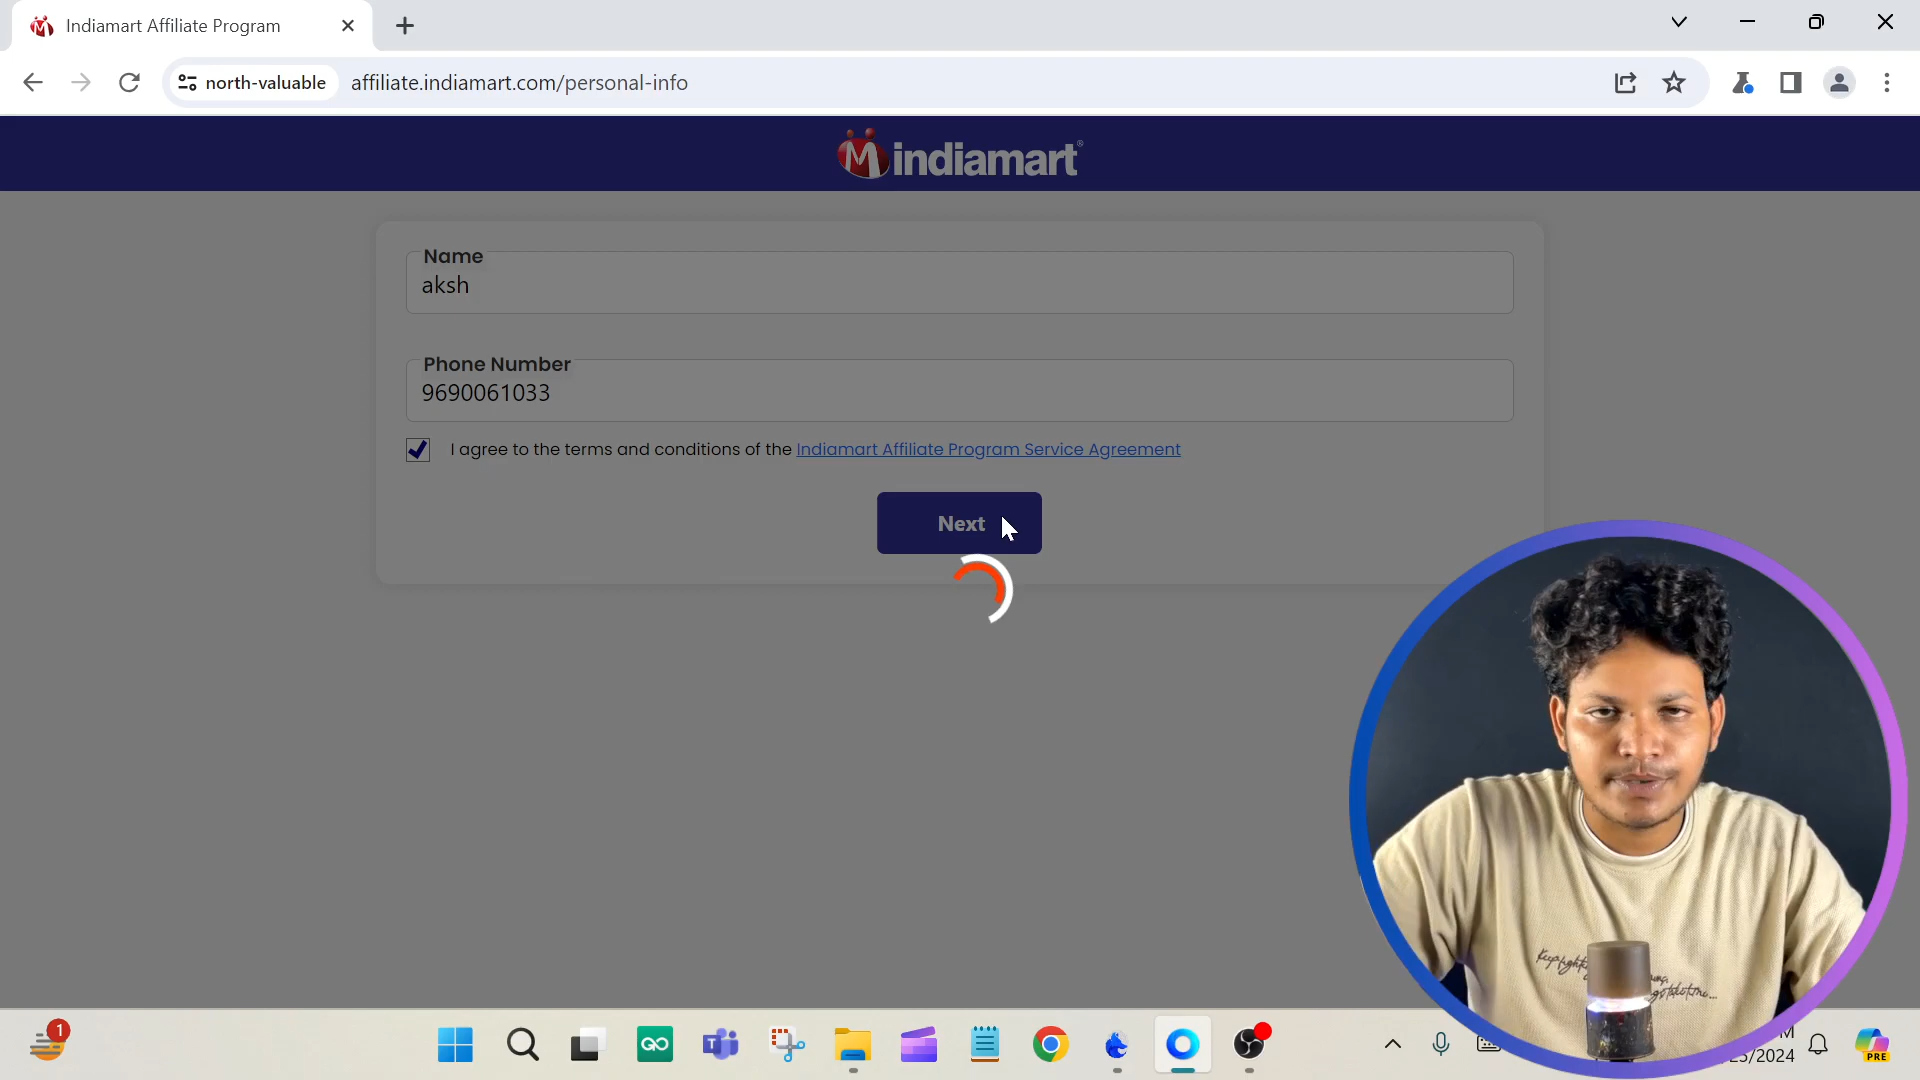 Indiamart Affiliate Program
north-valuable
affiliate.indiamart.com/personal-info
indiamart
Name
aksh
Phone Number
9690061033
I agree to the terms and conditions of the Indiamart Affiliate Program Service Agreement
Next
1
PRE